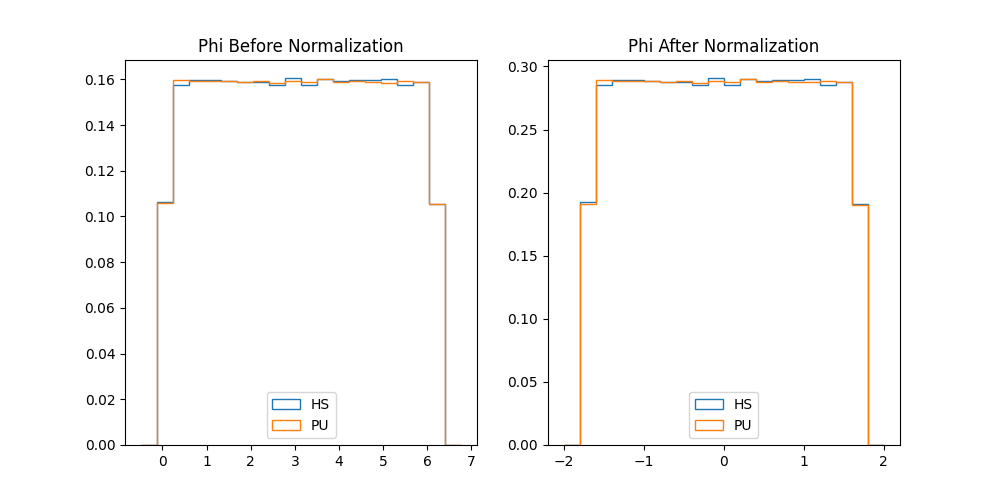 Phi Before Normalization
0.16
0.14
0.12
0.10
0.08
0.06
0.04
0.02
0.00
0 1 2 3 4 5 6 7
HS
PU
Phi After Normalization
0.30
0.25
0.20
0.15
0.10
0.05
0.00
−2 −1 0 1 2
HS
PU